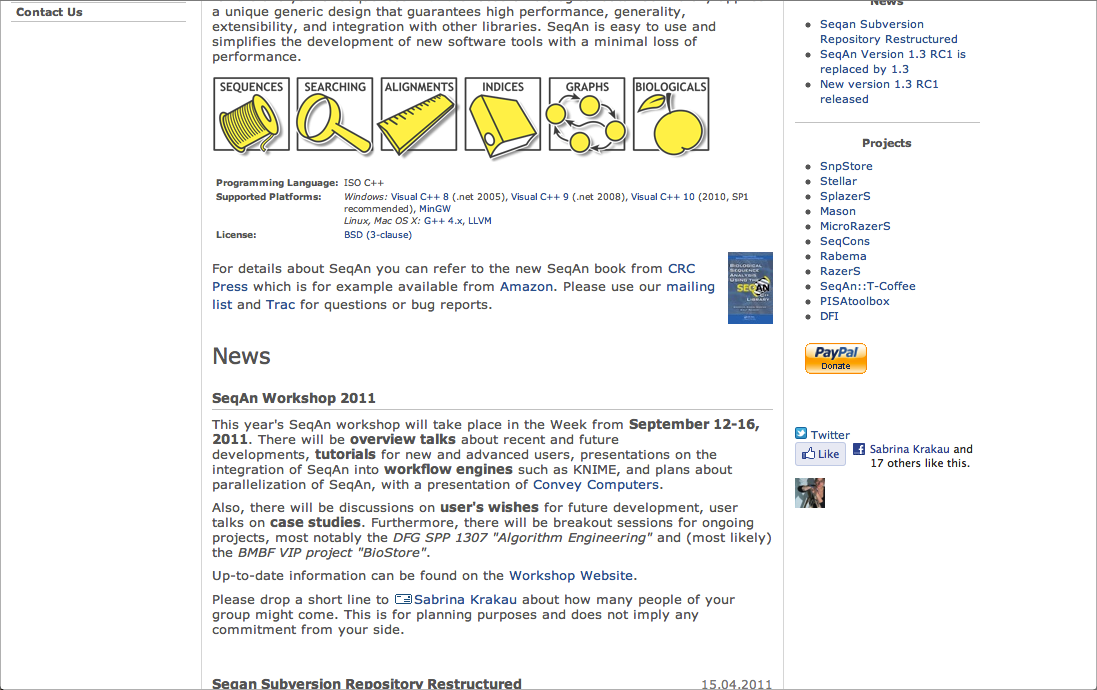 Contact Us
a unique generic design that guarantees high performance, generality,
extensibility, and integration with other libraries. SeqAn is easy to use and
simplifies the development of new software tools with a minimal loss of
performance.
SEQUENCES SEARCHING ALIGNMENTS INDICES GRAPHS BIOLOGICALS
Programming Language: ISO C++
Supported Platforms: Windows: Visual C++ 8 (.net 2005), Visual C++ 9 (.net 2008), Visual C++ 10 (2010, SP1
recommended), MinGW
Linux, Mac OS X: G++ 4.x, LLVM
License: BSD (3-clause)
For details about SeqAn you can refer to the new SeqAn book from CRC
Press which is for example available from Amazon. Please use our mailing
list and Trac for questions or bug reports.
BIOLOGICAL
SEQUENCE
ANALYSIS
USING THE
SEQAN
C++
LIBRARY
News
SeqAn Workshop 2011
This year's SeqAn workshop will take place in the Week from September 12-16,
2011. There will be overview talks about recent and future
developments, tutorials for new and advanced users, presentations on the
integration of SeqAn into workflow engines such as KNIME, and plans about
parallelization of SeqAn, with a presentation of Convey Computers.
Also, there will be discussions on user's wishes for future development, user
talks on case studies. Furthermore, there will be breakout sessions for ongoing
projects, most notably the DFG SPP 1307 "Algorithm Engineering" and (most likely)
the BMBF VIP project "BioStore".
Up-to-date information can be found on the Workshop Website.
Please drop a short line to Sabrina Krakau about how many people of your
group might come. This is for planning purposes and does not imply any
commitment from your side.
Seqan Subversion Repository Restructured 15.04.2011
News
Seqan Subversion
Repository Restructured
SeqAn Version 1.3 RC1 is
replaced by 1.3
New version 1.3 RC1
released
Projects
SnpStore
Stellar
SplazerS
Mason
MicroRazerS
SeqCons
Rabema
RazerS
SeqAn::T-Coffee
PISAtoolbox
DFI
PayPal
Donate
Twitter
Like
Sabrina Krakau and
17 others like this.